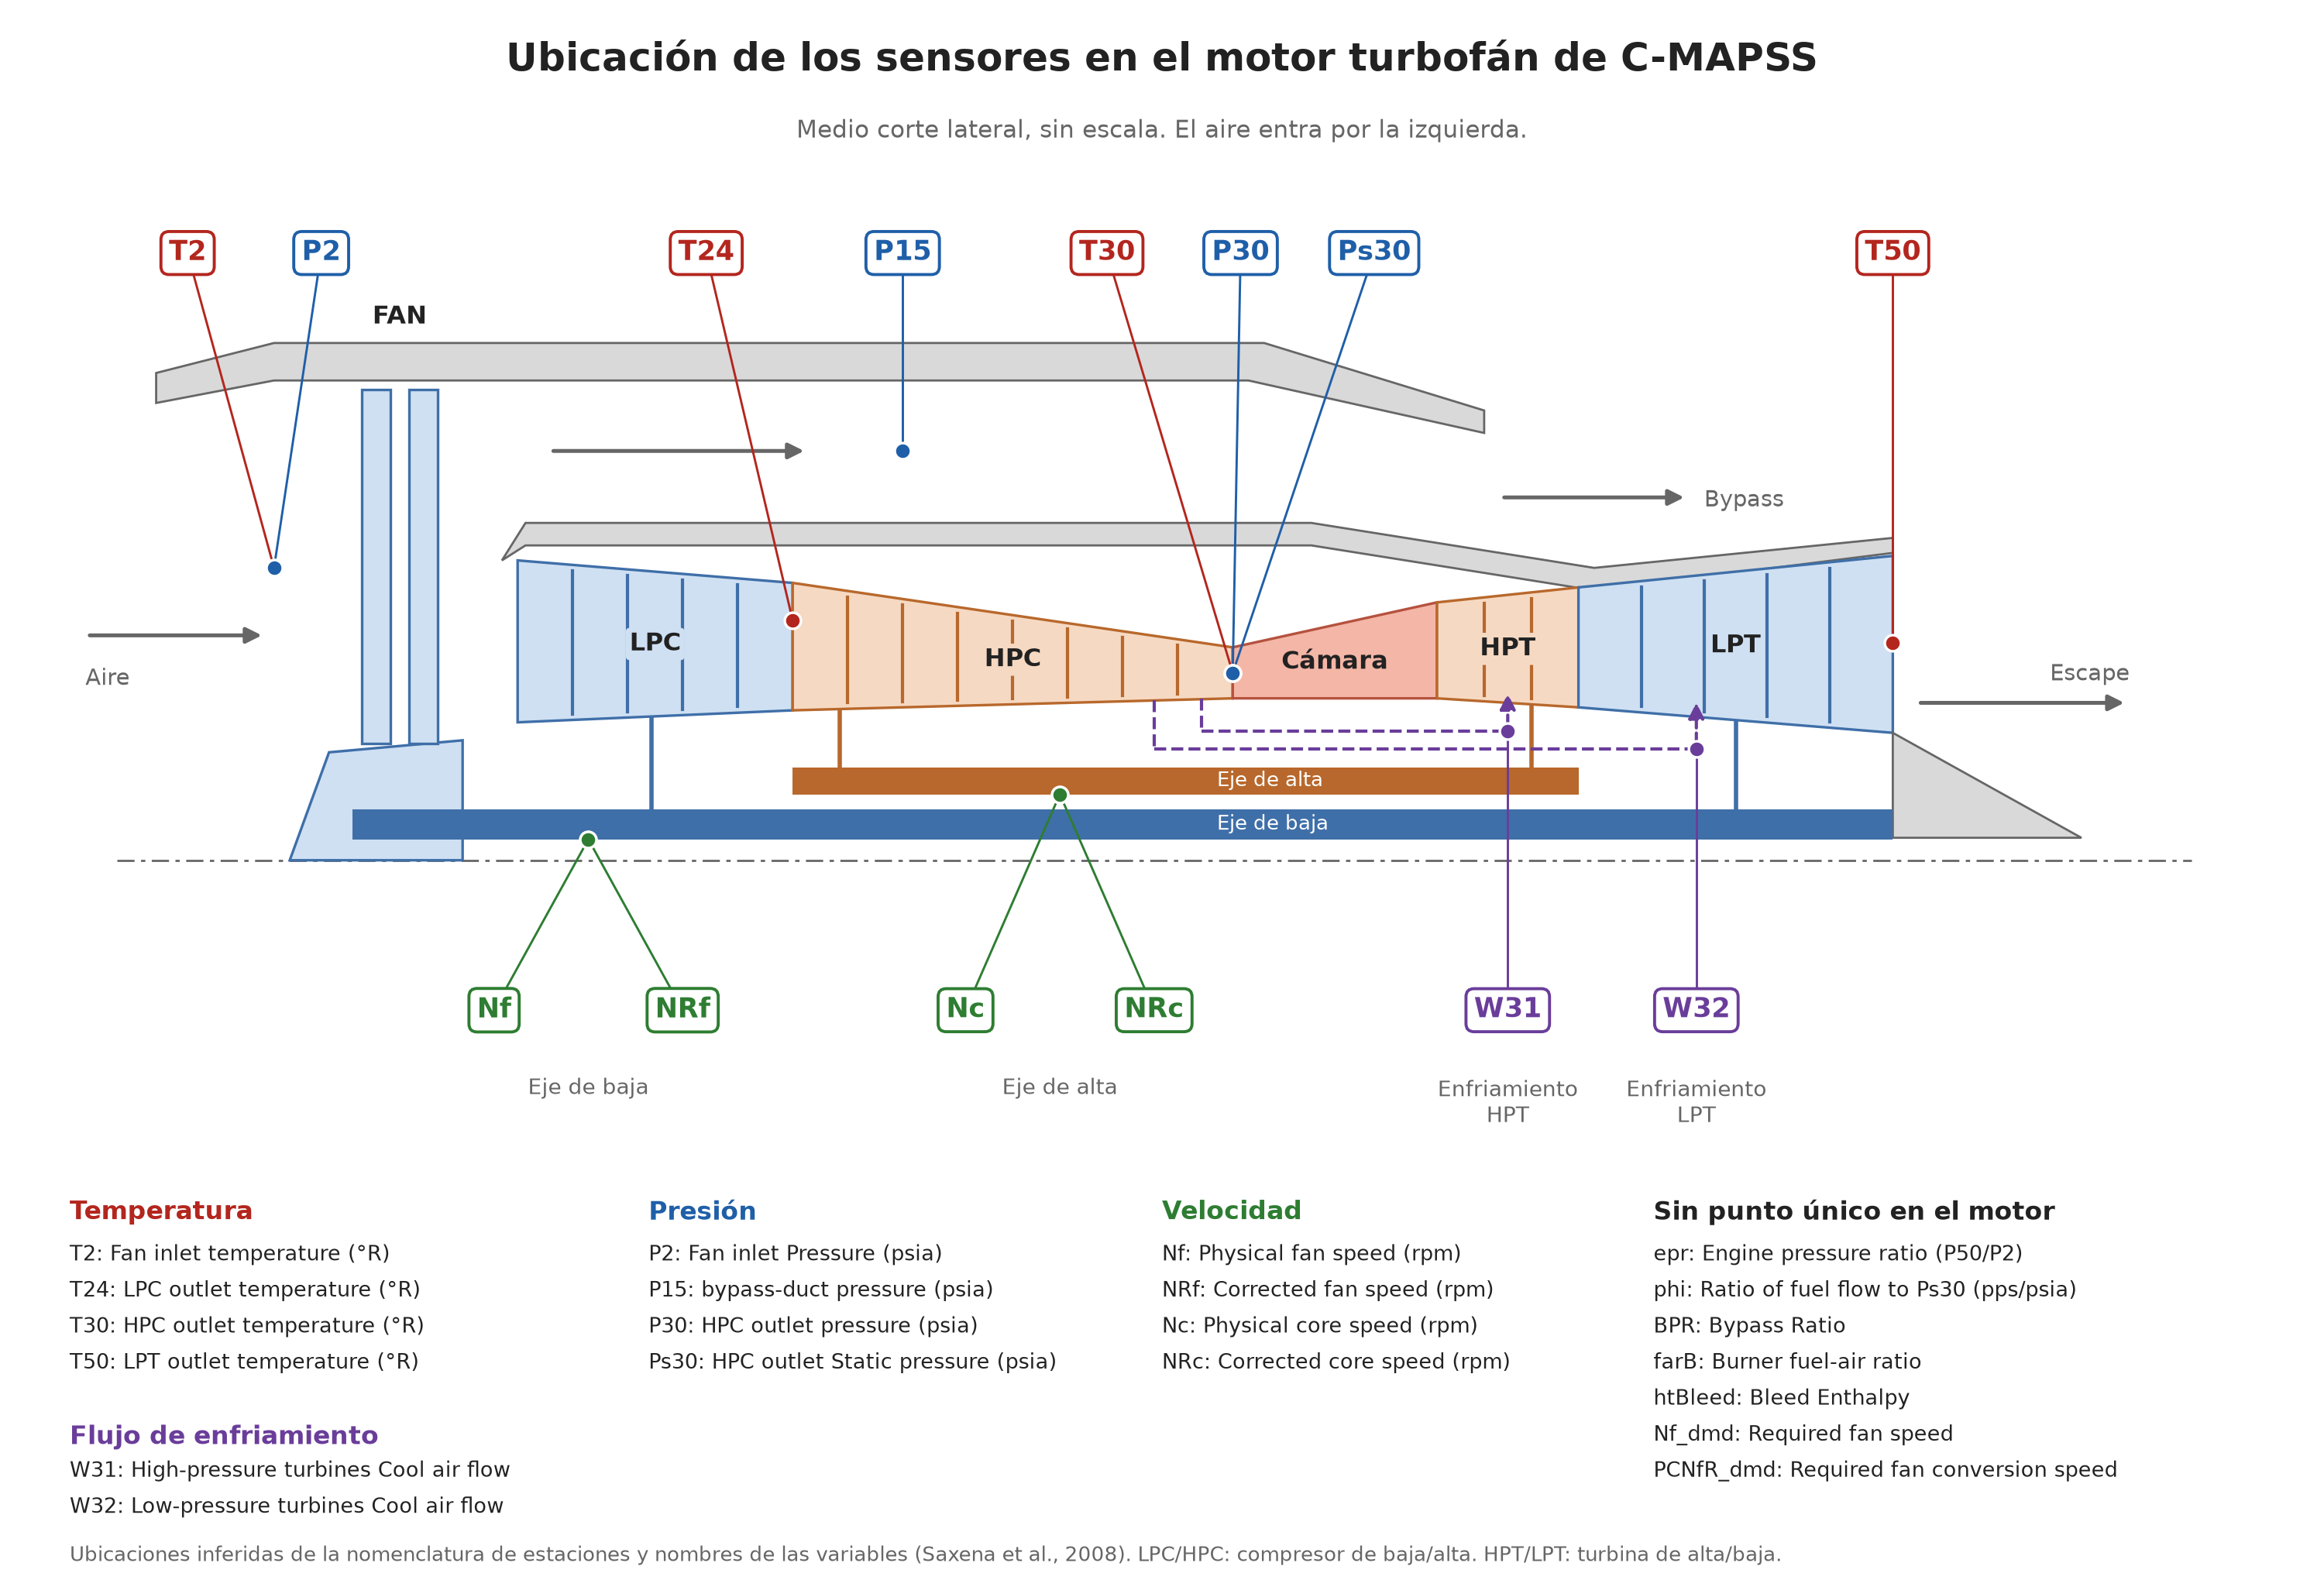 Ubicación de los sensores en el motor turbofán de C-MAPSS
Medio corte lateral, sin escala. El aire entra por la izquierda.
T2
P2
T24
P15
T30
P30
Ps30
T50
FAN
Bypass
LPC
HPC
Cámara
HPT
LPT
Aire
Escape
Eje de alta
Eje de baja
Nf
NRf
Nc
NRc
W31
W32
Eje de baja
Eje de alta
Enfriamiento
HPT
Enfriamiento
LPT
Temperatura
T2: Fan inlet temperature (°R)
T24: LPC outlet temperature (°R)
T30: HPC outlet temperature (°R)
T50: LPT outlet temperature (°R)
Flujo de enfriamiento
W31: High-pressure turbines Cool air flow
W32: Low-pressure turbines Cool air flow
Presión
P2: Fan inlet Pressure (psia)
P15: bypass-duct pressure (psia)
P30: HPC outlet pressure (psia)
Ps30: HPC outlet Static pressure (psia)
Velocidad
Nf: Physical fan speed (rpm)
NRf: Corrected fan speed (rpm)
Nc: Physical core speed (rpm)
NRc: Corrected core speed (rpm)
Sin punto único en el motor
epr: Engine pressure ratio (P50/P2)
phi: Ratio of fuel flow to Ps30 (pps/psia)
BPR: Bypass Ratio
farB: Burner fuel-air ratio
htBleed: Bleed Enthalpy
Nf_dmd: Required fan speed
PCNfR_dmd: Required fan conversion speed
Ubicaciones inferidas de la nomenclatura de estaciones y nombres de las variables (Saxena et al., 2008). LPC/HPC: compresor de baja/alta. HPT/LPT: turbina de alta/baja.